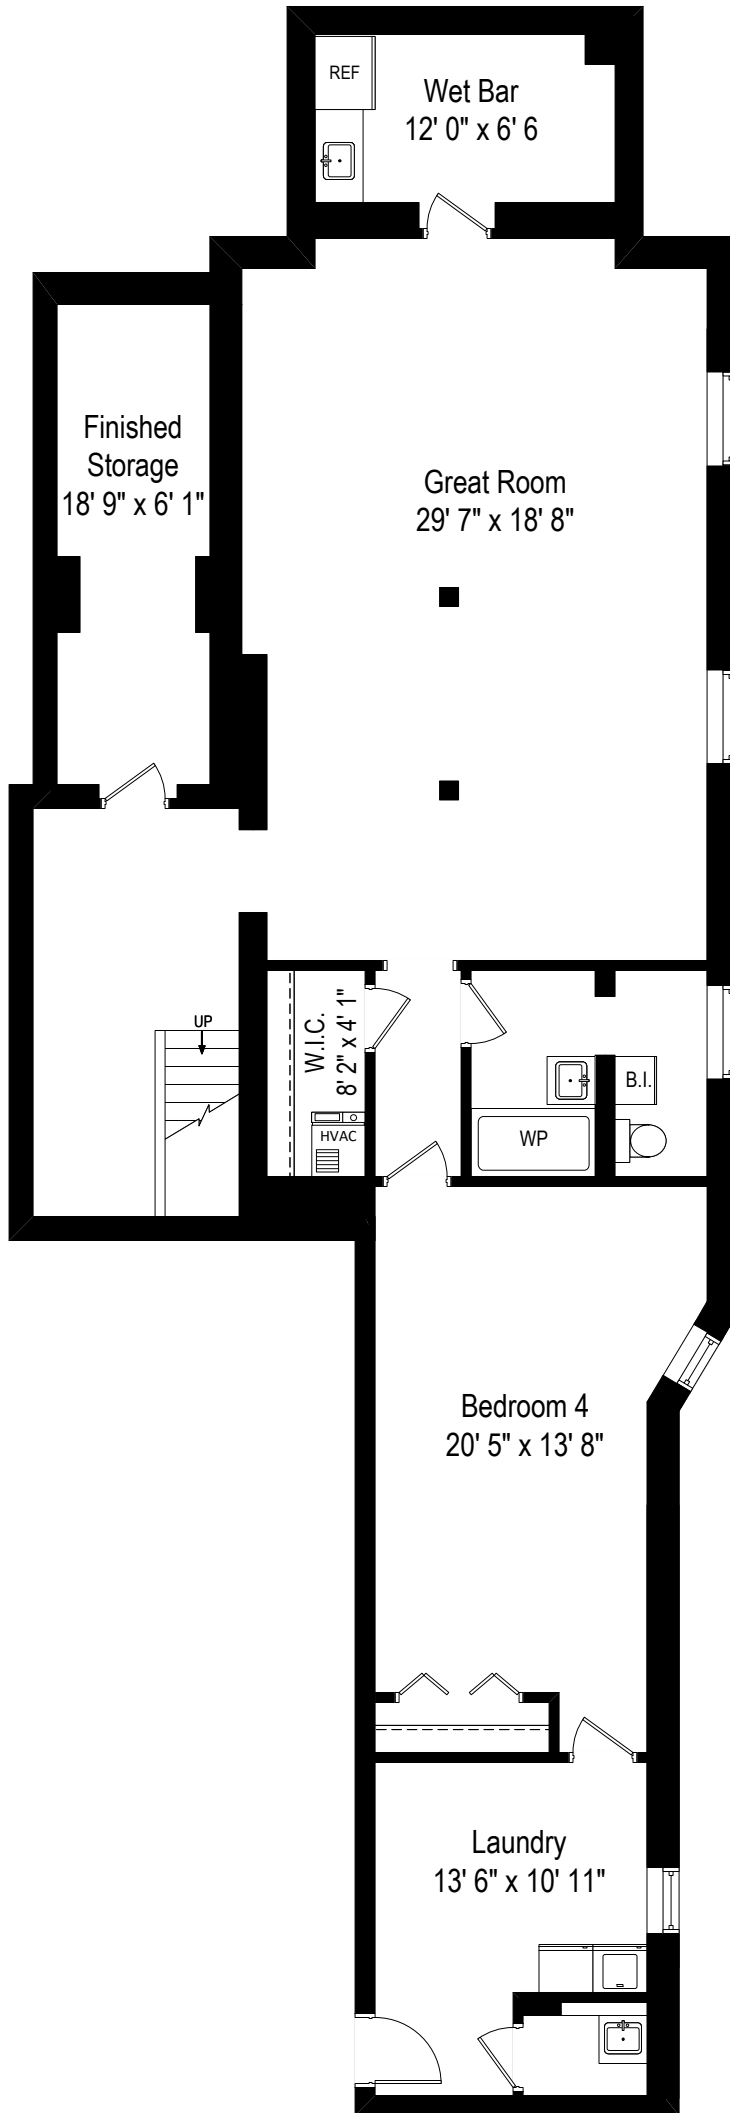 REF
Wet Bar
12' 0" x 6' 6
Finished
Storage
18' 9" x 6' 1"
Great Room
29' 7" x 18' 8"
UP
W.I.C.
8' 2" x 4' 1"
HVAC
WP
B.I.
Bedroom 4
20' 5" x 13' 8"
Laundry
13' 6" x 10' 11"